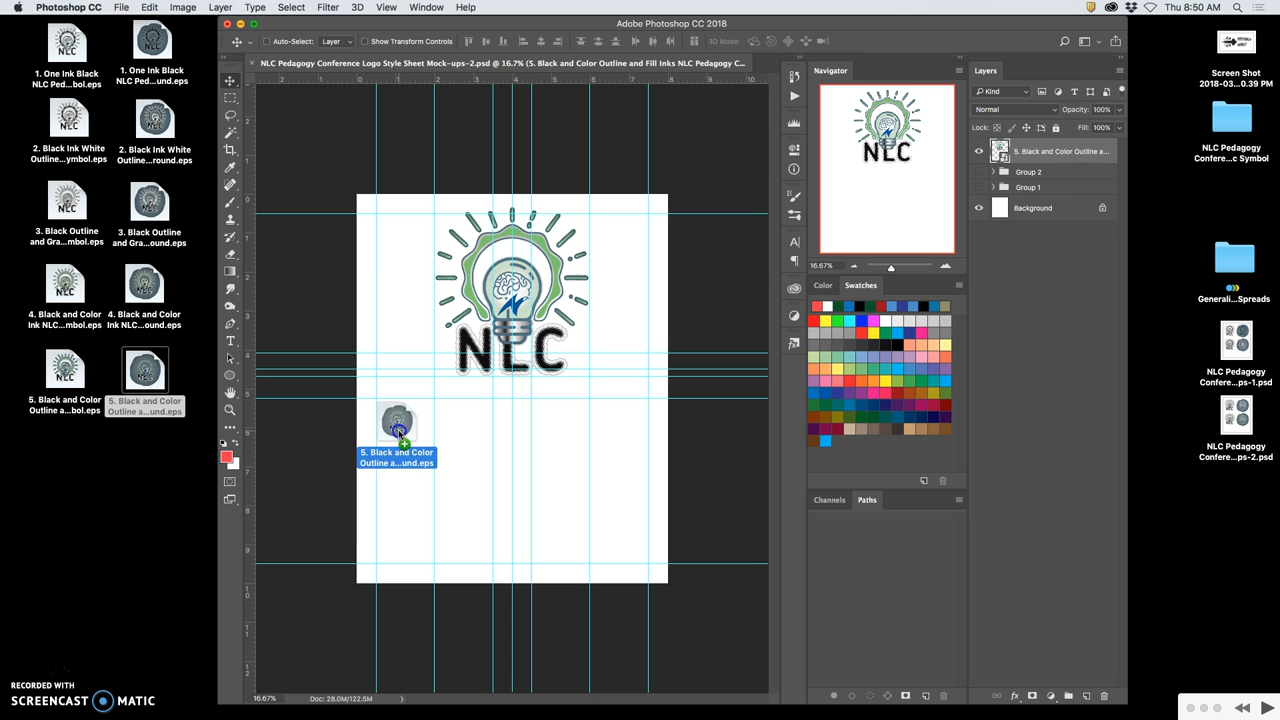 Photoshop CC File Edit Image Layer Type Select Filter 3D View Window Help
Thu 8:50 AM
Adobe Photoshop CC 2018
Auto-Select: Layer Show Transform Controls 3D Mode:
NLC Pedagogy Conference Logo Style Sheet Mock-ups-2.psd @ 16.7% (5. Black and Color Outline and Fill Inks NLC Pedagogy C...
1. One Ink Black
NLC Ped...bol.eps
1. One Ink Black
NLC Ped...und.eps
2. Black Ink White
Outline...ymbol.eps
2. Black Ink White
Outline...round.eps
3. Black Outline
and Gra...mbol.eps
3. Black Outline
and Gr...ound.eps
4. Black and Color
Ink NLC...mbol.eps
4. Black and Color
Ink NLC...ound.eps
5. Black and Color
Outline a...bol.eps
5. Black and Color
Outline a...und.eps
NLC
5. Black and Color
Outline a...und.eps
16.67%
Doc: 28.0M/122.5M
Navigator
NLC
16.67%
Color Swatches
Channels Paths
Layers
Kind
Normal Opacity: 100%
Lock: Fill: 100%
5. Black and Color Outline a...
Group 2
Group 1
Background
Screen Shot
2018-03...0.39 PM
NLC Pedagogy
Confere...c Symbol
Generali...Spreads
NLC Pedagogy
Confere...ps-1.psd
NLC Pedagogy
Confere...ps-2.psd
RECORDED WITH
SCREENCAST MATIC